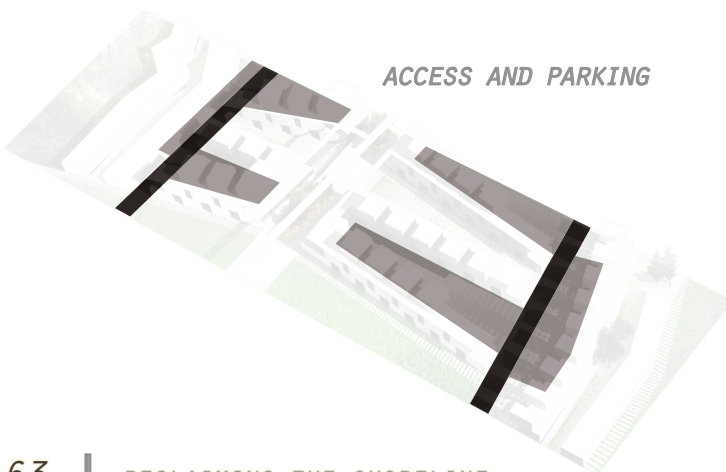 ACCESS AND PARKING
63 RECLAIMING THE SHORELINE